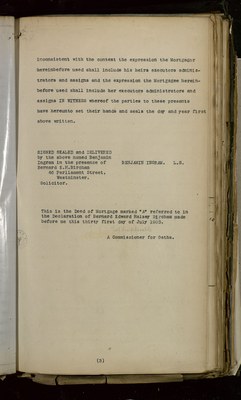 inconsistent with the context the expression the Mortgagor
hereinbefore used shall include his heirs executors adminis-
trators and assigns and the expression the Mortgagee herein-
before used shall include her executors administrators and
assigns IN WITNESS whereof the parties to these presents
have hereunto set their hands and seals the day and year first
above written.
SIGNED SEALED and DELIVERED
by the above named Benjamin
Ingram in the presence of BENJAMIN INGRAM. L.S.
Bernard E.H.Bircham
46 Parliament Street,
Westminster.
Solicitor.
This is the Deed of Mortgage marked " " referred to in
the Declaration of Bernard Edward Halsey Bircham made
before me this thirty first day of July
A Commissioner for Oaths.